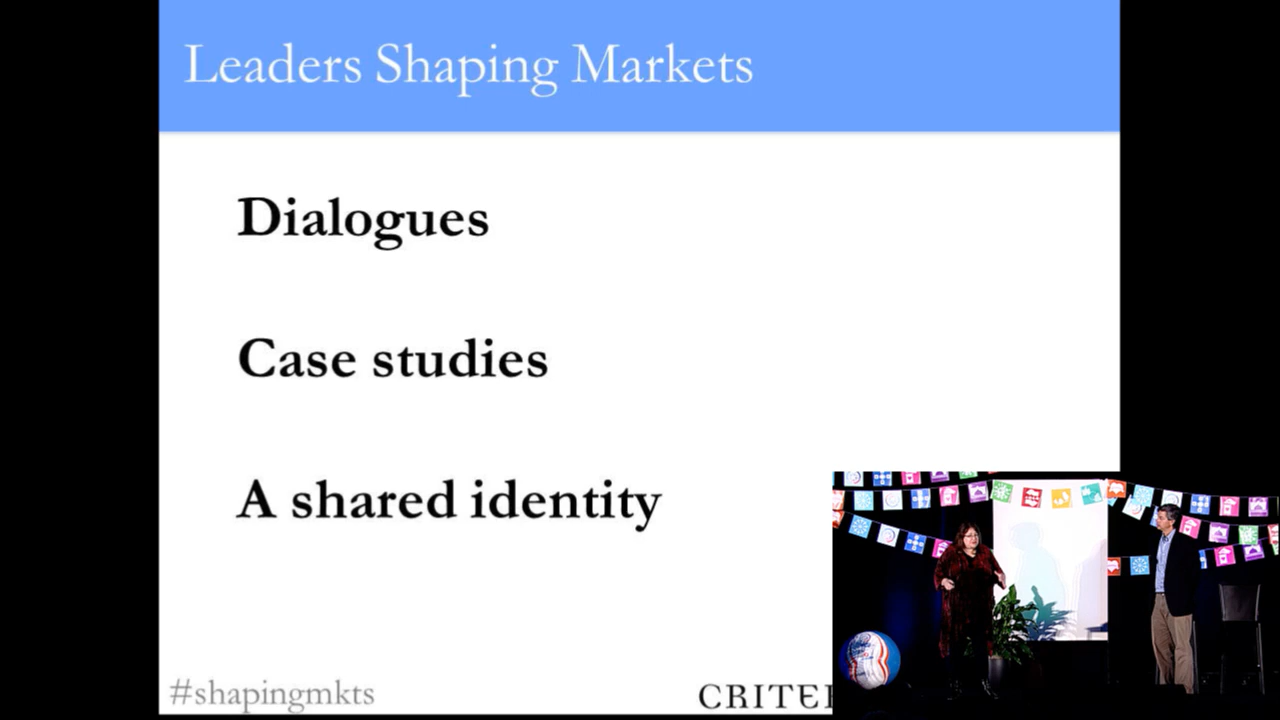 Leaders Shaping Markets
Dialogues
Case studies
A shared identity
#shapingmkts